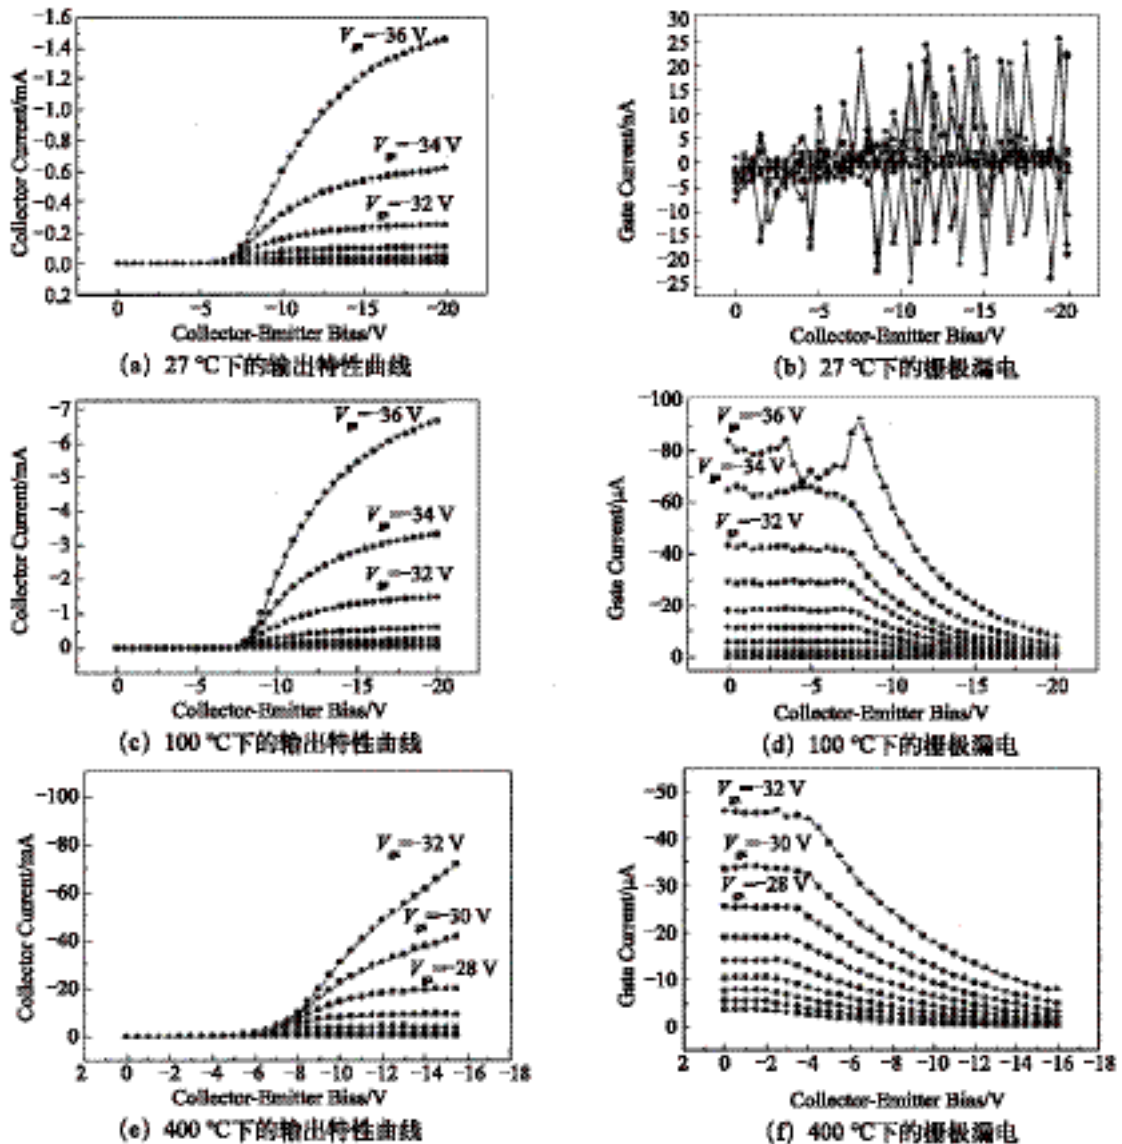 -1.6
-1.4
-1.2
-1.0
-0.8
-0.6
-0.4
-0.2
0.0
0.2
Collector Current/mA
V =-36 V
V =-34 V
V =-32 V
0 -5 -10 -15 -20
Collector-Emitter Bias/V
(a) 27 ℃下的输出特性曲线
30
25
20
15
10
5
0
-5
-10
-15
-20
-25
Gate Current/nA
0 -5 -10 -15 -20
Collector-Emitter Bias/V
(b) 27 ℃下的栅极漏电
-7
-6
-5
-4
-3
-2
-1
0
Collector Current/mA
V =-36 V
V =-34 V
V =-32 V
0 -5 -10 -15 -20
Collector-Emitter Bias/V
(c) 100 ℃下的输出特性曲线
-100
-80
-60
-40
-20
0
Gate Current/μA
V =-36 V
V =-34 V
V =-32 V
0 -5 -10 -15 -20
Collector-Emitter Bias/V
(d) 100 ℃下的栅极漏电
-100
-80
-60
-40
-20
0
Collector Current/mA
V =-32 V
V =-30 V
V =-28 V
2 0 -2 -4 -6 -8 -10 -12 -14 -16 -18
Collector-Emitter Bias/V
(e) 400 ℃下的输出特性曲线
-50
-40
-30
-20
-10
0
Gate Current/μA
V =-32 V
V =-30 V
V =-28 V
2 0 -2 -4 -6 -8 -10 -12 -14 -16 -18
Collector-Emitter Bias/V
(f) 400 ℃下的栅极漏电